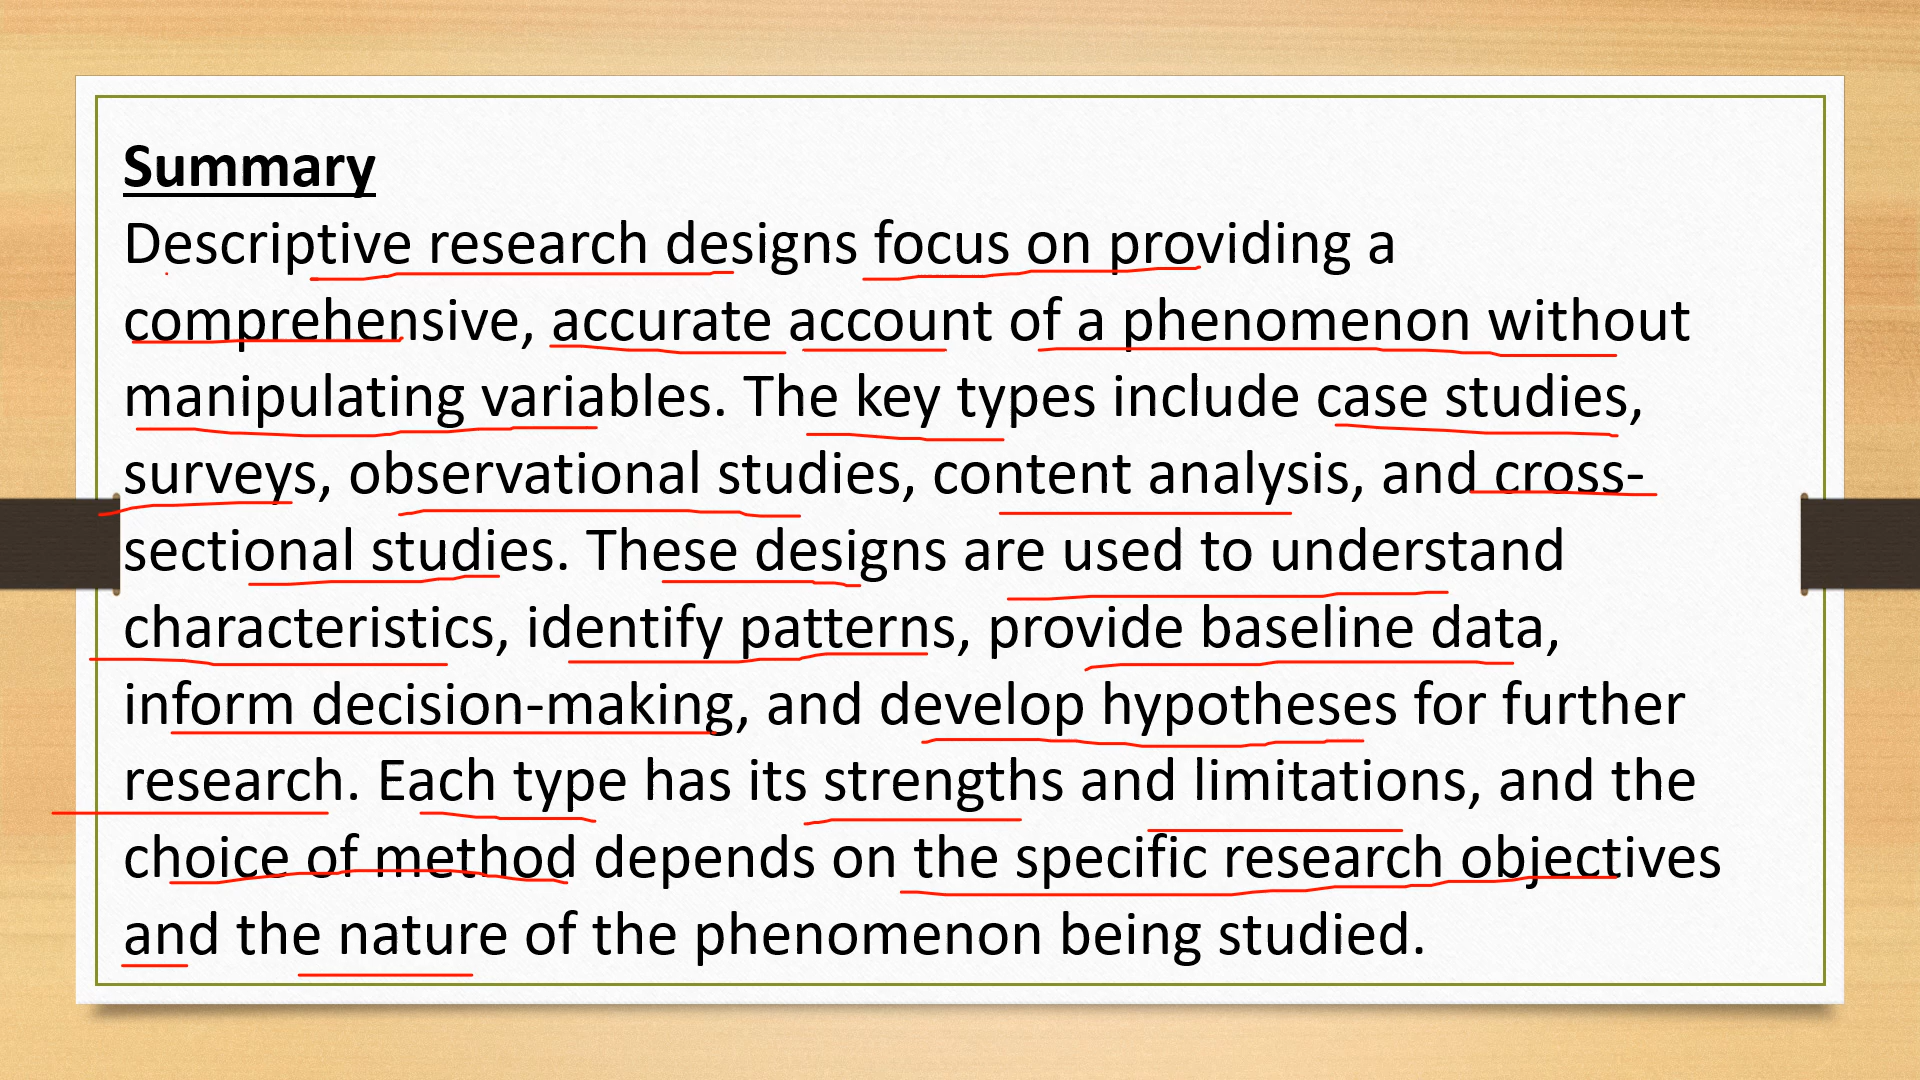 Summary
Descriptive research designs focus on providing a
comprehensive, accurate account of a phenomenon without
manipulating variables. The key types include case studies,
surveys, observational studies, content analysis, and cross-
sectional studies. These designs are used to understand
characteristics, identify patterns, provide baseline data,
inform decision-making, and develop hypotheses for further
research. Each type has its strengths and limitations, and the
choice of method depends on the specific research objectives
and the nature of the phenomenon being studied.